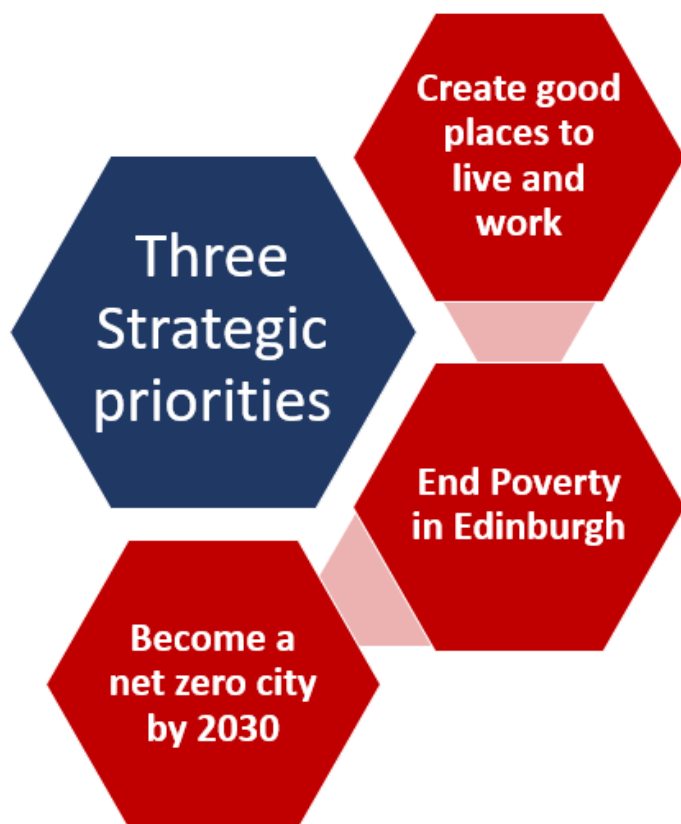 Three
Strategic
priorities
Create good
places to
live and
work
End Poverty
in Edinburgh
Become a
net zero city
by 2030